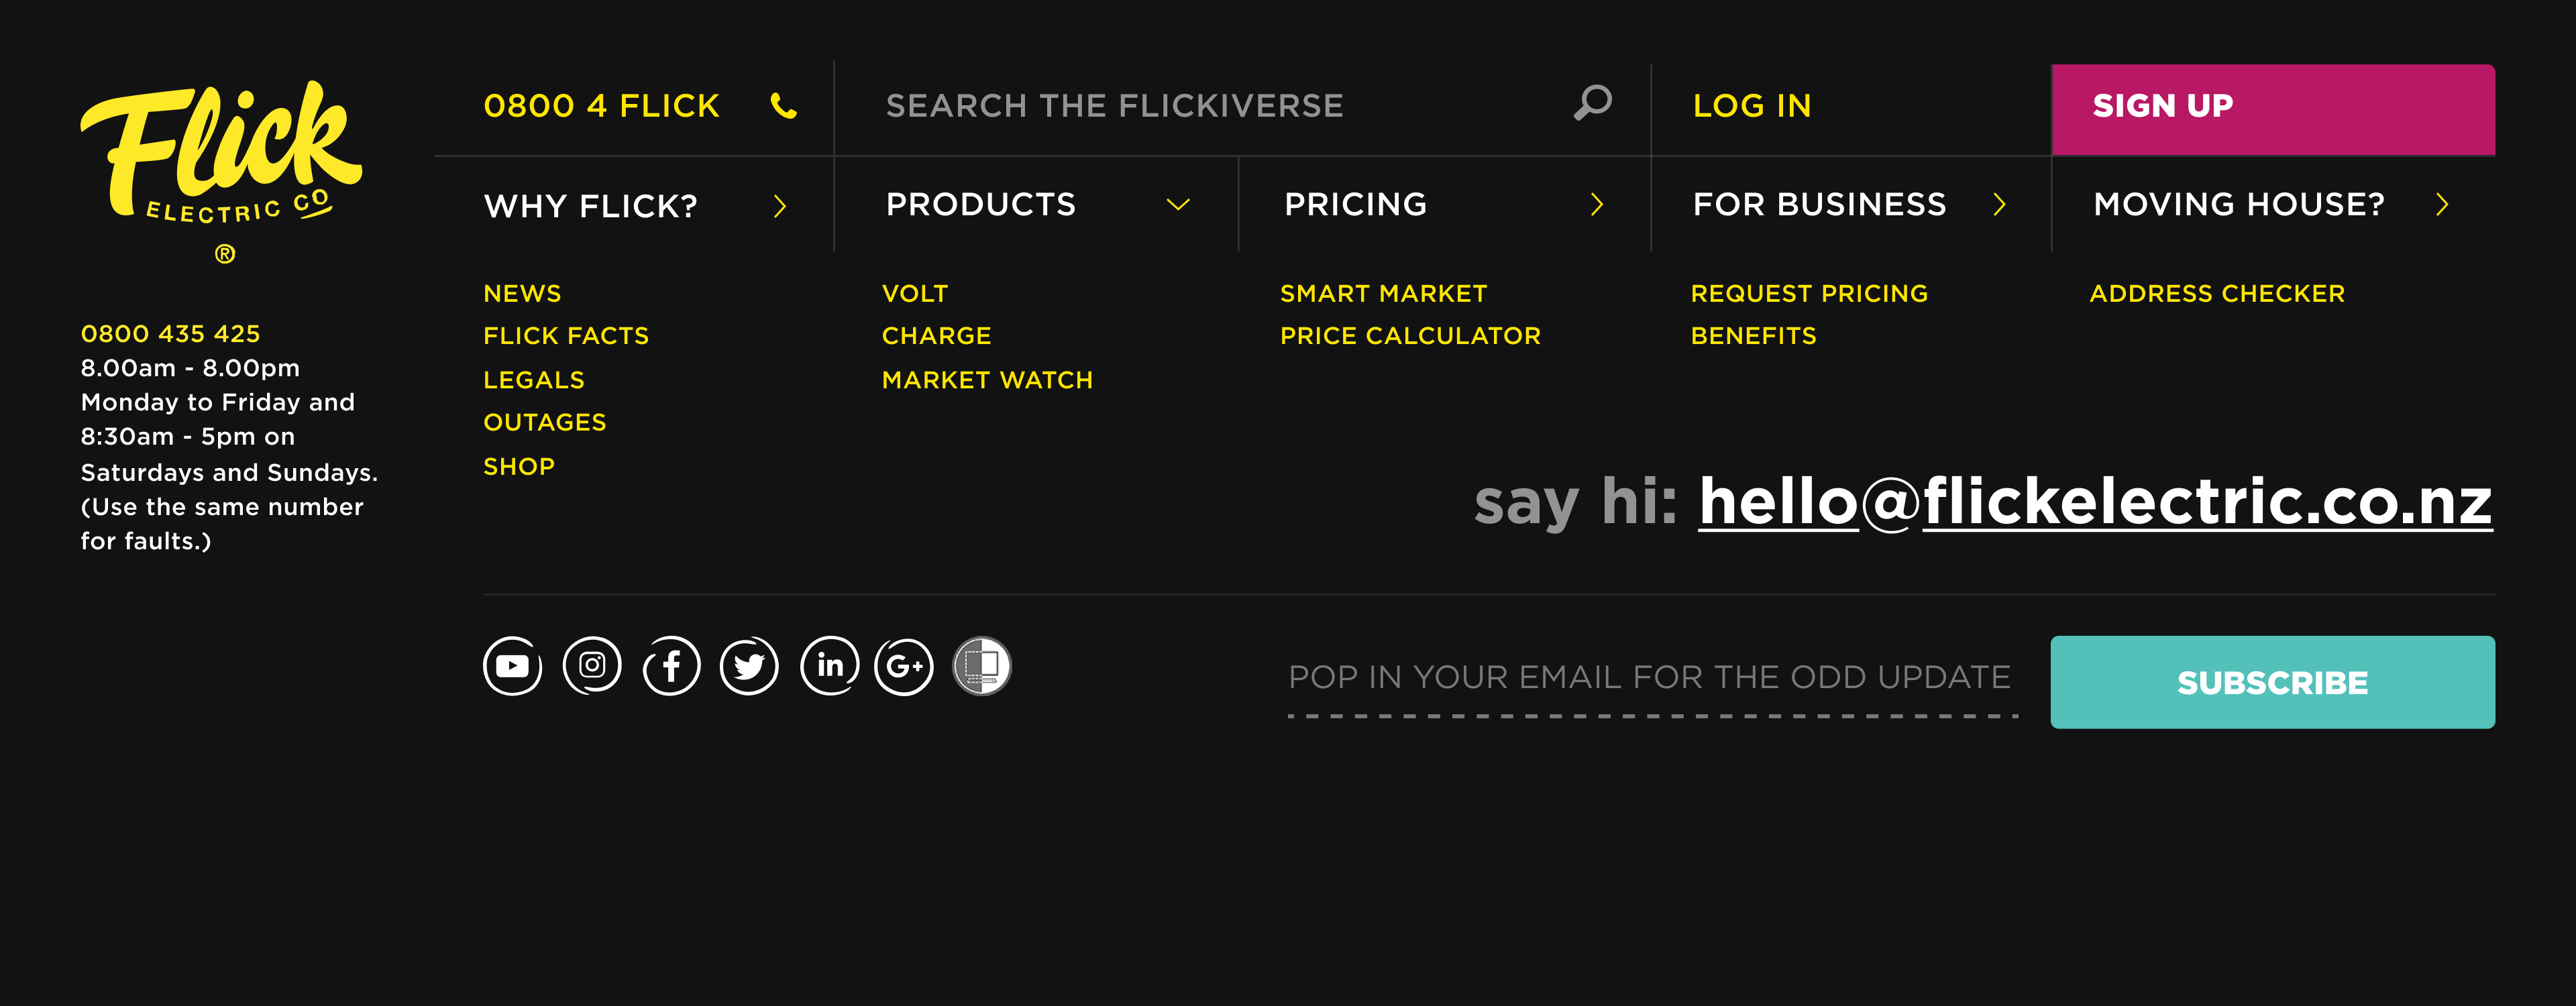 Flick
ELECTRIC CO
®
0800 4 FLICK
SEARCH THE FLICKIVERSE
LOG IN
SIGN UP
WHY FLICK?
PRODUCTS
PRICING
FOR BUSINESS
MOVING HOUSE?
NEWS
FLICK FACTS
LEGALS
OUTAGES
SHOP
VOLT
CHARGE
MARKET WATCH
SMART MARKET
PRICE CALCULATOR
REQUEST PRICING
BENEFITS
ADDRESS CHECKER
0800 435 425
8.00am - 8.00pm
Monday to Friday and
8:30am - 5pm on
Saturdays and Sundays.
(Use the same number
for faults.)
say hi: hello@flickelectric.co.nz
in
G+
POP IN YOUR EMAIL FOR THE ODD UPDATE
SUBSCRIBE